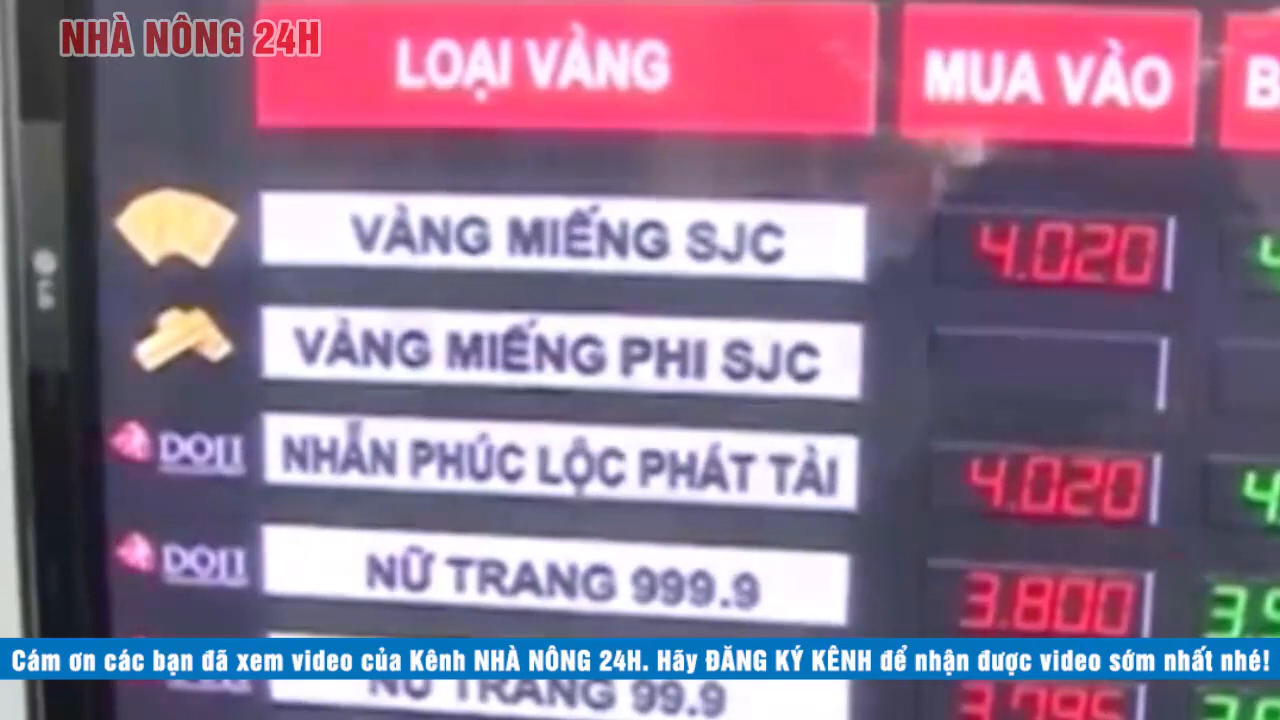 NHÀ NÔNG 24H
LOẠI VÀNG MUA VÀO
VÀNG MIẾNG SJC 4.020
VÀNG MIẾNG PHI SJC
DOJI NHẪN PHÚC LỘC PHÁT TÀI 4.020
DOJI NỮ TRANG 999.9 3.800
Cám ơn các bạn đã xem video của Kênh NHÀ NÔNG 24H. Hãy ĐĂNG KÝ KÊNH để nhận được video sớm nhất nhé!
NỮ TRANG 99.9 3.795